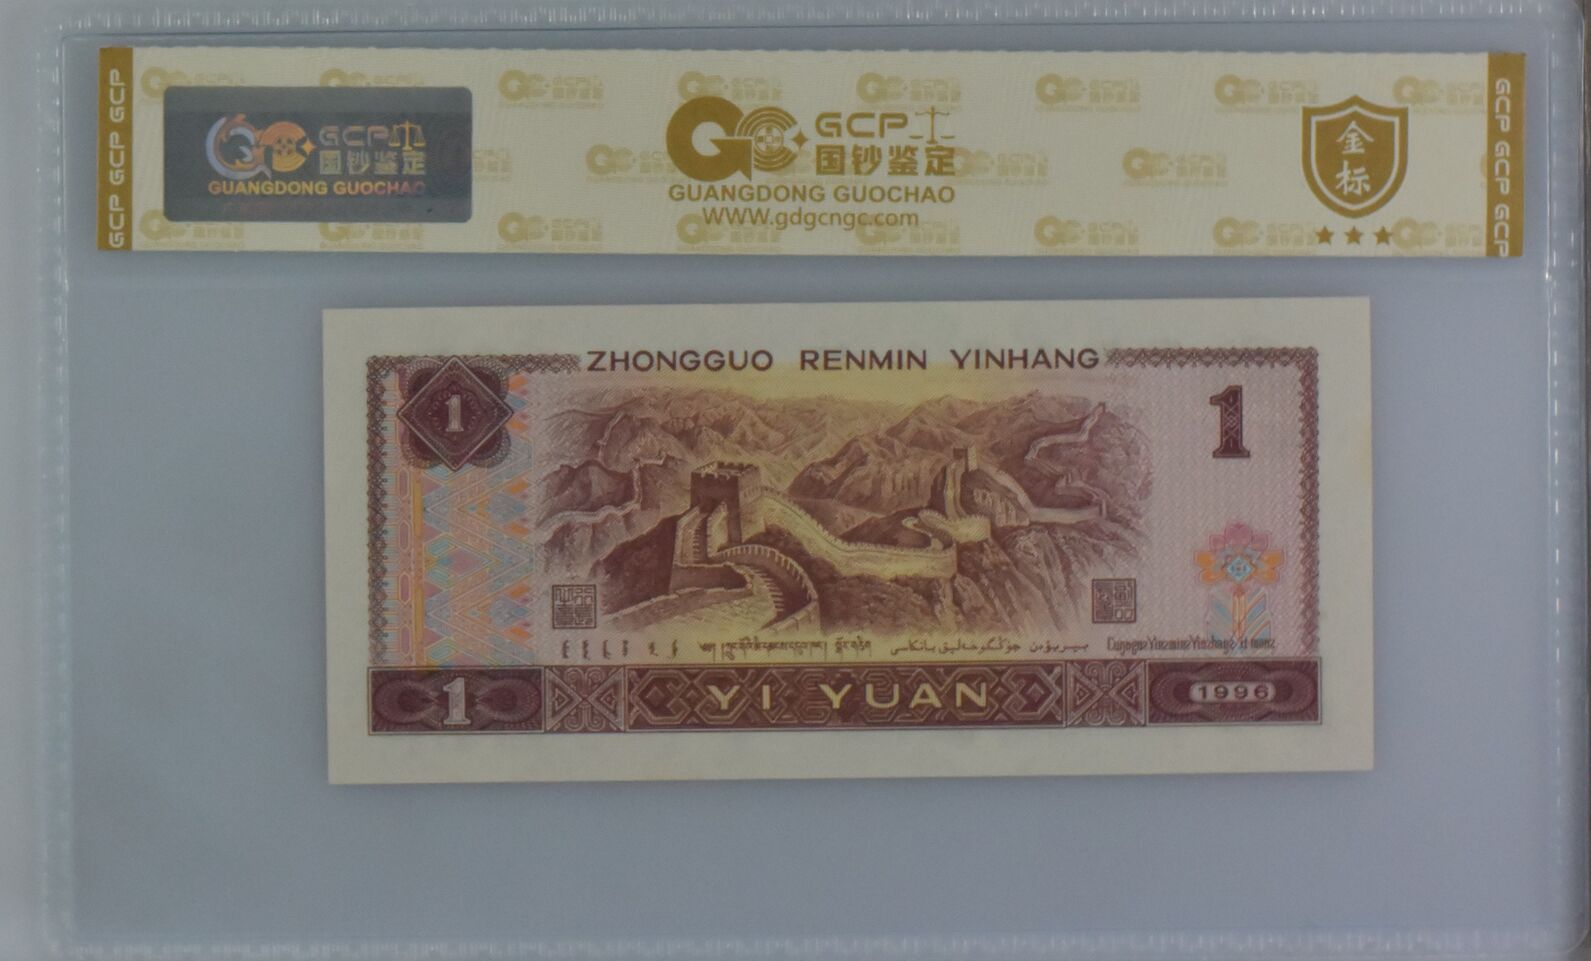 GCP GCP GCP
GCP
国钞鉴定
GUANGDONG GUOCHAO
GCP
国钞鉴定
GUANGDONG GUOCHAO
WWW.gdgcngc.com
金标
GCP GCP GCP
ZHONGGUO RENMIN YINHANG
1
1
1
YI YUAN
1996